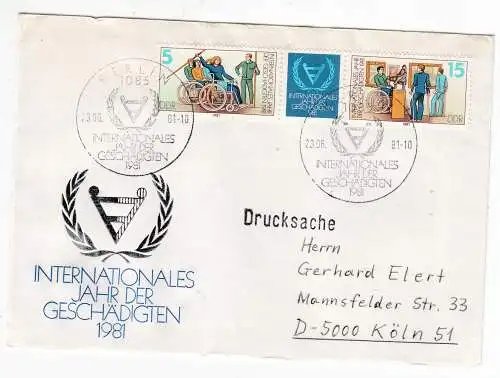 5
15
DDR
DDR
INTERNATIONALES
JAHR DER
GESCHÄDIGTEN
1981
1085
23.06. 81-10
INTERNATIONALES
JAHR DER
GESCHÄDIGTEN
1981
23.06. 81-10
INTERNATIONALES
JAHR DER
GESCHÄDIGTEN
1981
INTERNATIONALES
JAHR DER
GESCHÄDIGTEN
1981
Drucksache
Herrn
Gerhard Elert
Mannsfelder Str. 33
D-5000 Köln 51